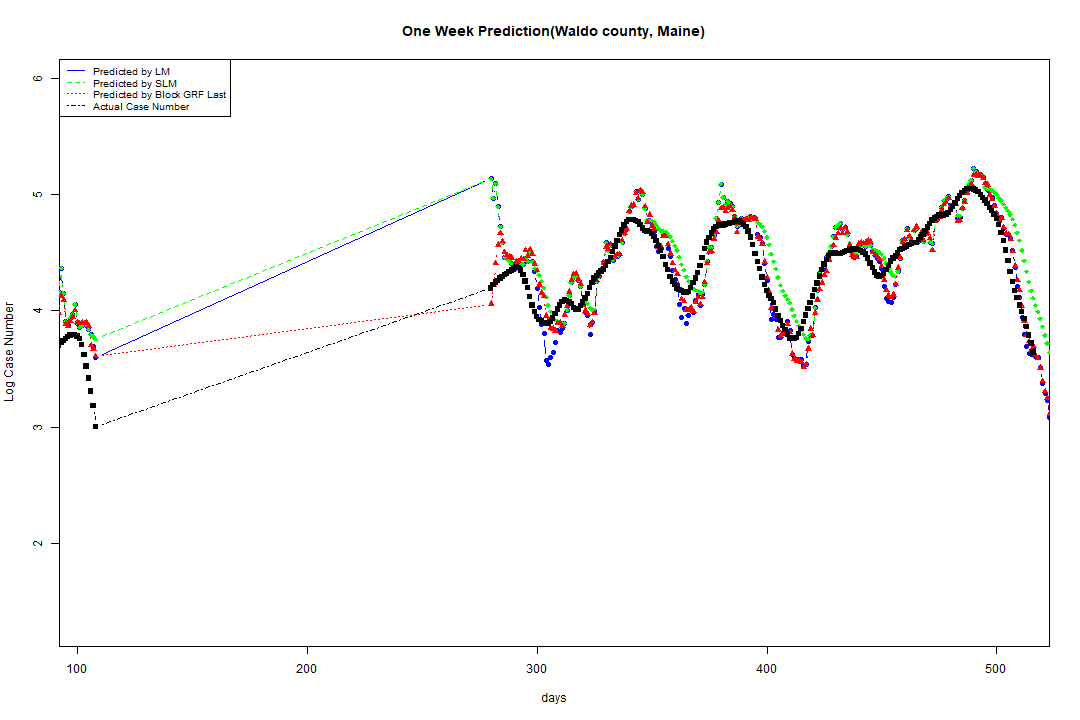 One Week Prediction(Waldo county, Maine)
Predicted by LM
Predicted by SLM
Predicted by Block GRF Last
Actual Case Number
Log Case Number
6
5
4
3
2
100 200 300 400 500
days